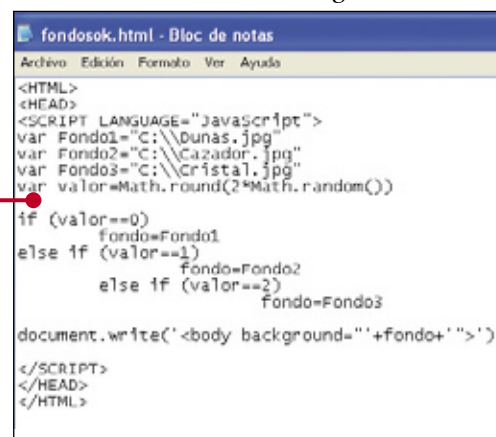 fondosok.html - Bloc de notas
Archivo Edición Formato Ver Ayuda
<HTML>
<HEAD>
<SCRIPT LANGUAGE="JavaScript">
var Fondo1="C:\\Dunas.jpg"
var Fondo2="C:\\Cazador.jpg"
var Fondo3="C:\\Cristal.jpg"
var valor=Math.round(2*Math.random())
if (valor==0)
fondo=Fondo1
else if (valor==1)
fondo=Fondo2
else if (valor==2)
fondo=Fondo3
document.write('<body background="'+fondo+'">')
</SCRIPT>
</HEAD>
</HTML>